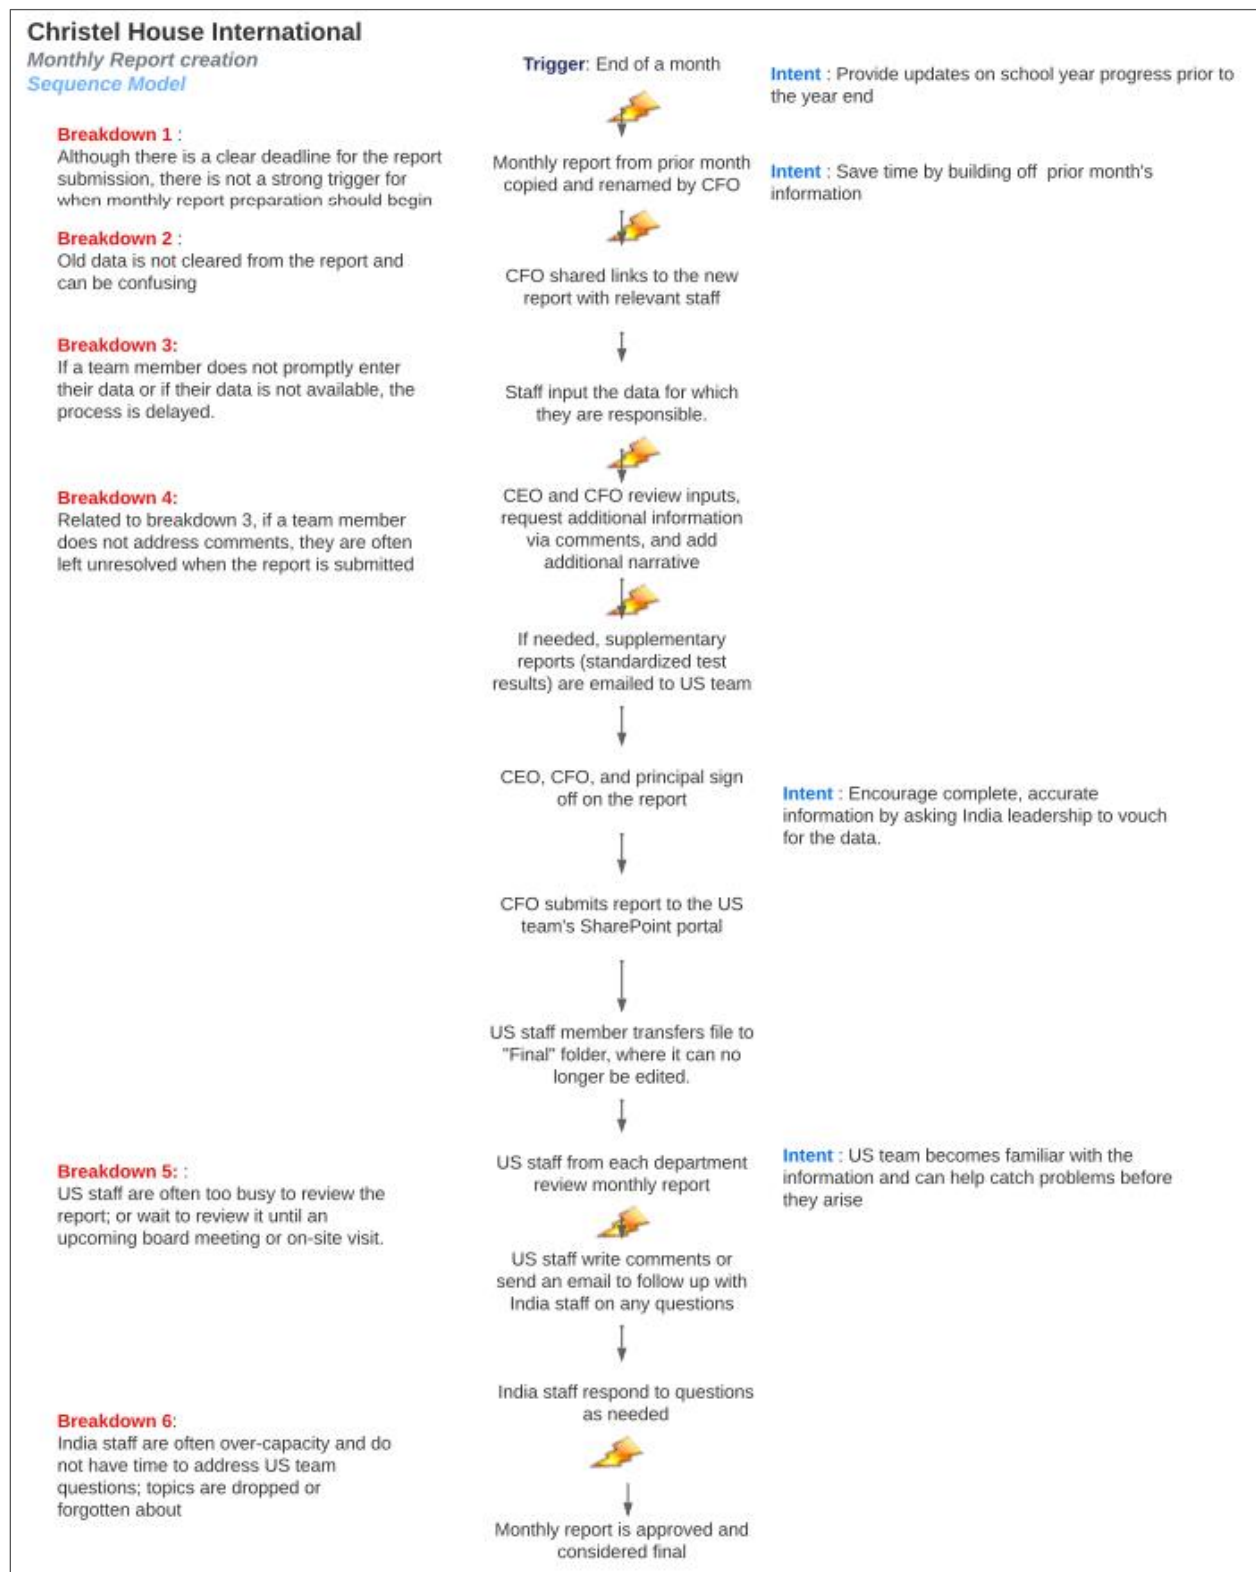 Christel House International
Monthly Report creation
Sequence Model
Trigger: End of a month
Intent : Provide updates on school year progress prior to
the year end
Breakdown 1 :
Although there is a clear deadline for the report
submission, there is not a strong trigger for
when monthly report preparation should begin
Monthly report from prior month
copied and renamed by CFO
Intent : Save time by building off prior month's
information
Breakdown 2 :
Old data is not cleared from the report and
can be confusing
CFO shared links to the new
report with relevant staff
Breakdown 3:
If a team member does not promptly enter
their data or if their data is not available, the
process is delayed.
Staff input the data for which
they are responsible.
Breakdown 4:
Related to breakdown 3, if a team member
does not address comments, they are often
left unresolved when the report is submitted
CEO and CFO review inputs,
request additional information
via comments, and add
additional narrative
If needed, supplementary
reports (standardized test
results) are emailed to US team
CEO, CFO, and principal sign
off on the report
Intent : Encourage complete, accurate
information by asking India leadership to vouch
for the data.
CFO submits report to the US
team's SharePoint portal
US staff member transfers file to
"Final" folder, where it can no
longer be edited.
Breakdown 5: :
US staff are often too busy to review the
report; or wait to review it until an
upcoming board meeting or on-site visit.
US staff from each department
review monthly report
Intent : US team becomes familiar with the
information and can help catch problems before
they arise
US staff write comments or
send an email to follow up with
India staff on any questions
India staff respond to questions
as needed
Breakdown 6:
India staff are often over-capacity and do
not have time to address US team
questions; topics are dropped or
forgotten about
Monthly report is approved and
considered final